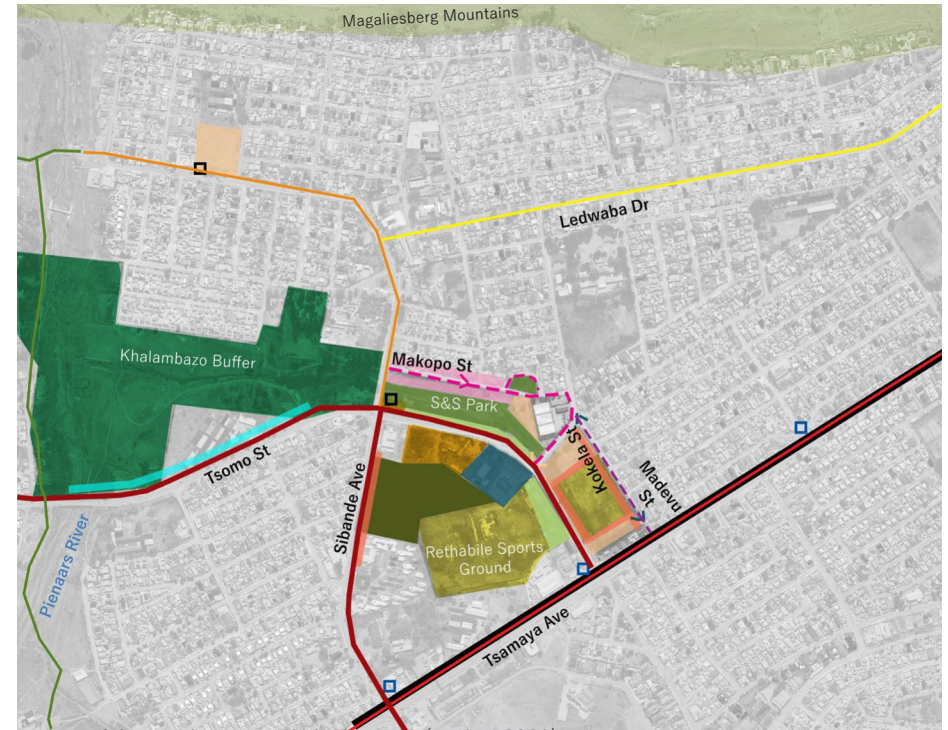 Magaliesberg Mountains
Ledwaba Dr
Khalambazo Buffer
Makopo St
S&S Park
Tsomo St
Sibande Ave
Kokela St
Madevu
St
Rethabile Sports
Ground
Pienaars River
Tsamaya Ave